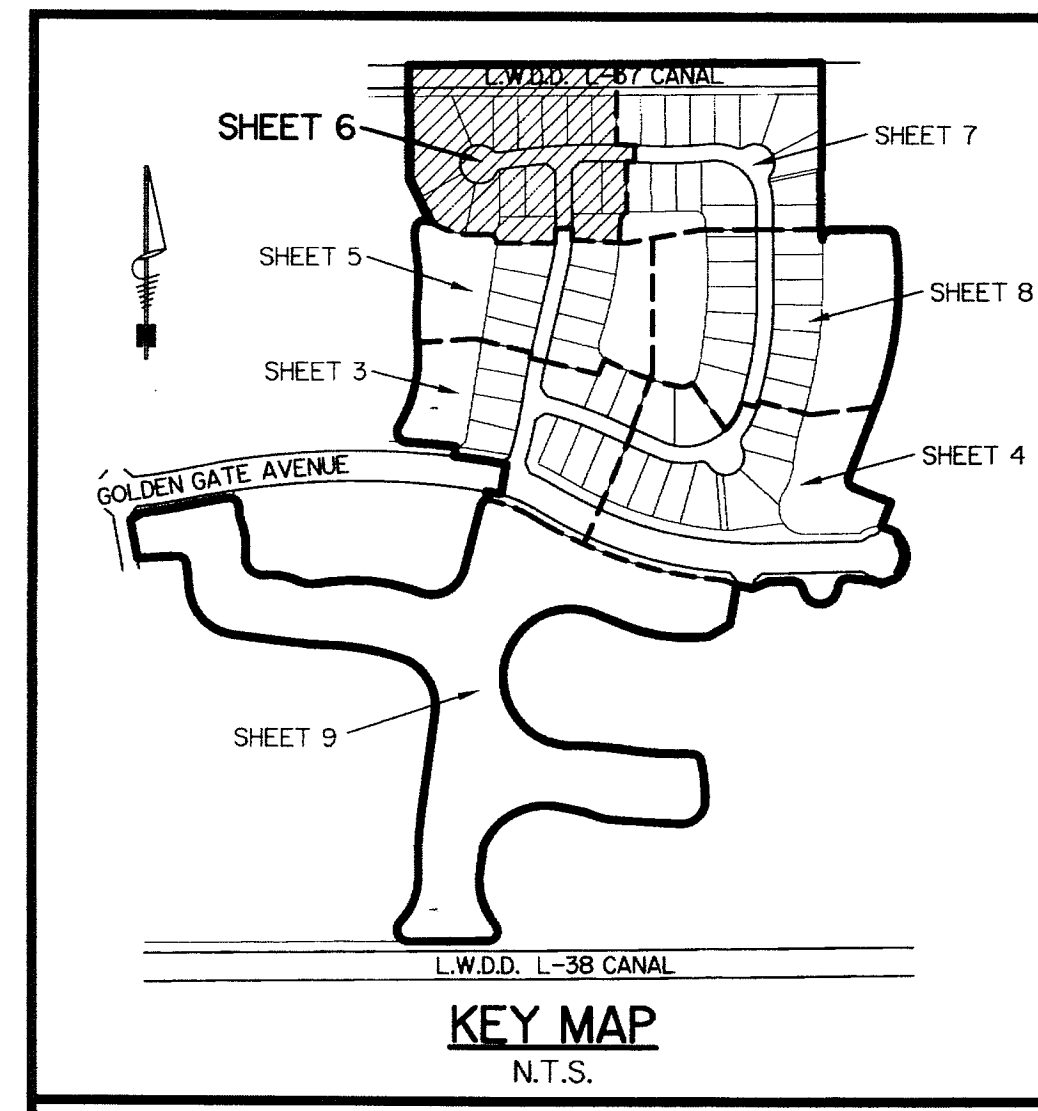 L.W.D.D. L-37 CANAL
SHEET 6
SHEET 7
SHEET 5
SHEET 8
SHEET 3
SHEET 4
GOLDEN GATE AVENUE
SHEET 9
L.W.D.D. L-38 CANAL
KEY MAP
N.T.S.